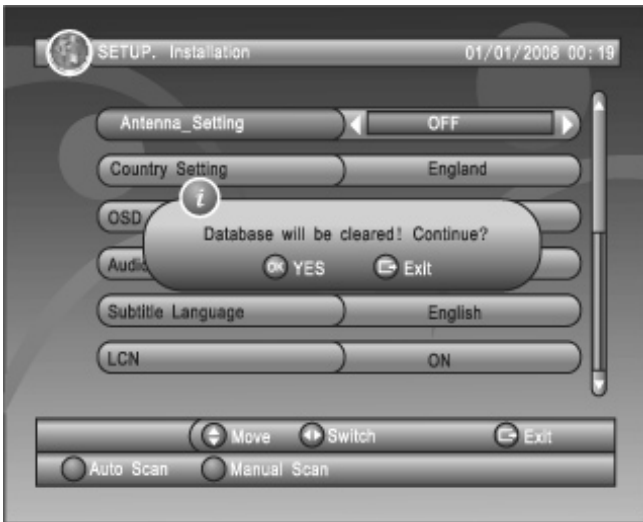 SETUP. Installation 01/01/2008 00:19
Antenna_Setting OFF
Country Setting England
OSD
Database will be cleared! Continue?
Audio
OK YES Exit
Subtitle Language English
LCN ON
Move Switch Exit
Auto Scan Manual Scan